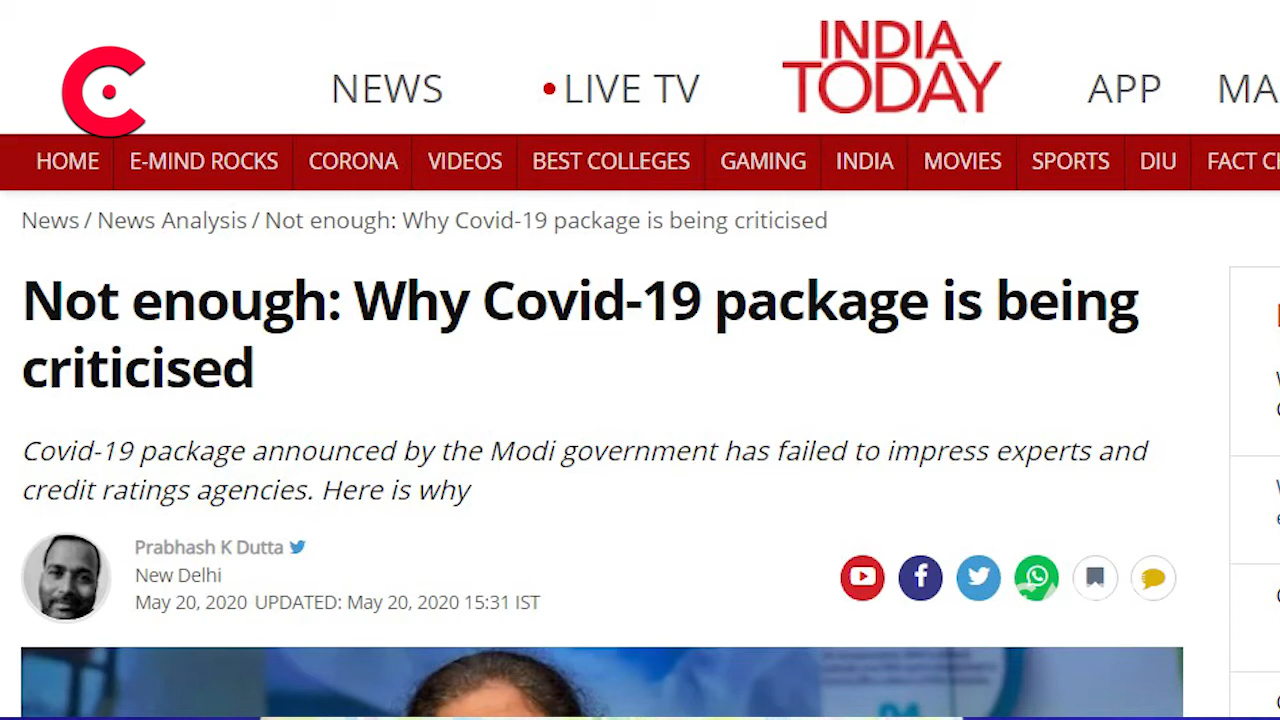 INDIA
TODAY
NEWS
LIVE TV
APP
MA
HOME
E-MIND ROCKS
CORONA
VIDEOS
BEST COLLEGES
GAMING
INDIA
MOVIES
SPORTS
DIU
FACT
News / News Analysis / Not enough: Why Covid-19 package is being criticised
Not enough: Why Covid-19 package is being
criticised
Covid-19 package announced by the Modi government has failed to impress experts and
credit ratings agencies. Here is why
Prabhash K Dutta
New Delhi
May 20, 2020 UPDATED: May 20, 2020 15:31 IST